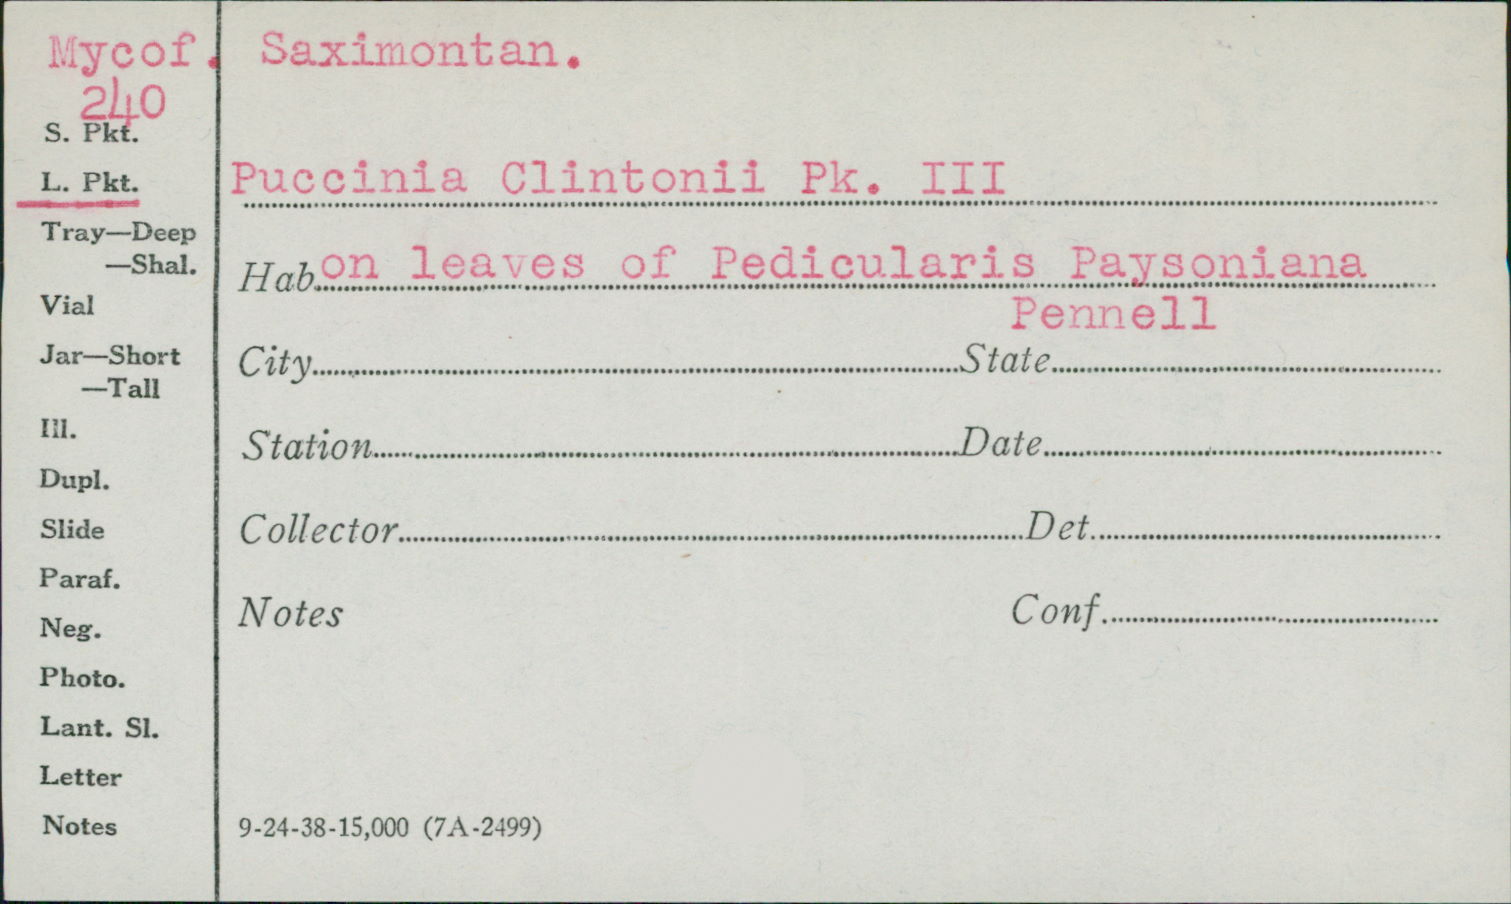 Mycof. Saximontan.
240
S. Pkt.
L. Pkt.
Puccinia Clintonii Pk. III
Tray—Deep
—Shal.
Hab. on leaves of Pedicularis Paysoniana
Pennell
Vial
Jar—Short
—Tall
City State
Ill.
Station Date
Dupl.
Slide
Collector Det.
Paraf.
Neg.
Notes Conf.
Photo.
Lant. Sl.
Letter
Notes
9-24-38-15,000 (7A-2499)